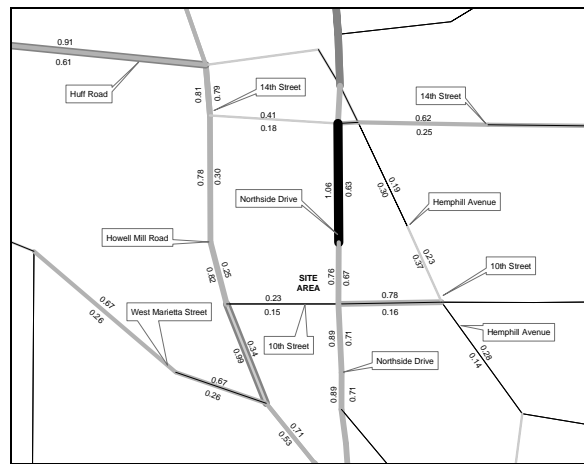 0.91
0.61
Huff Road
0.81
0.79
14th Street
0.41
0.18
14th Street
0.62
0.25
0.78
0.30
Northside Drive
1.06
0.63
0.19
0.30
Hemphill Avenue
Howell Mill Road
0.25
0.82
SITE
AREA
0.76
0.67
0.23
0.37
10th Street
0.67
0.26
West Marietta Street
0.23
0.15
10th Street
0.78
0.16
Hemphill Avenue
0.34
0.99
0.89
0.71
Northside Drive
0.28
0.14
0.67
0.26
0.89
0.71
0.71
0.53